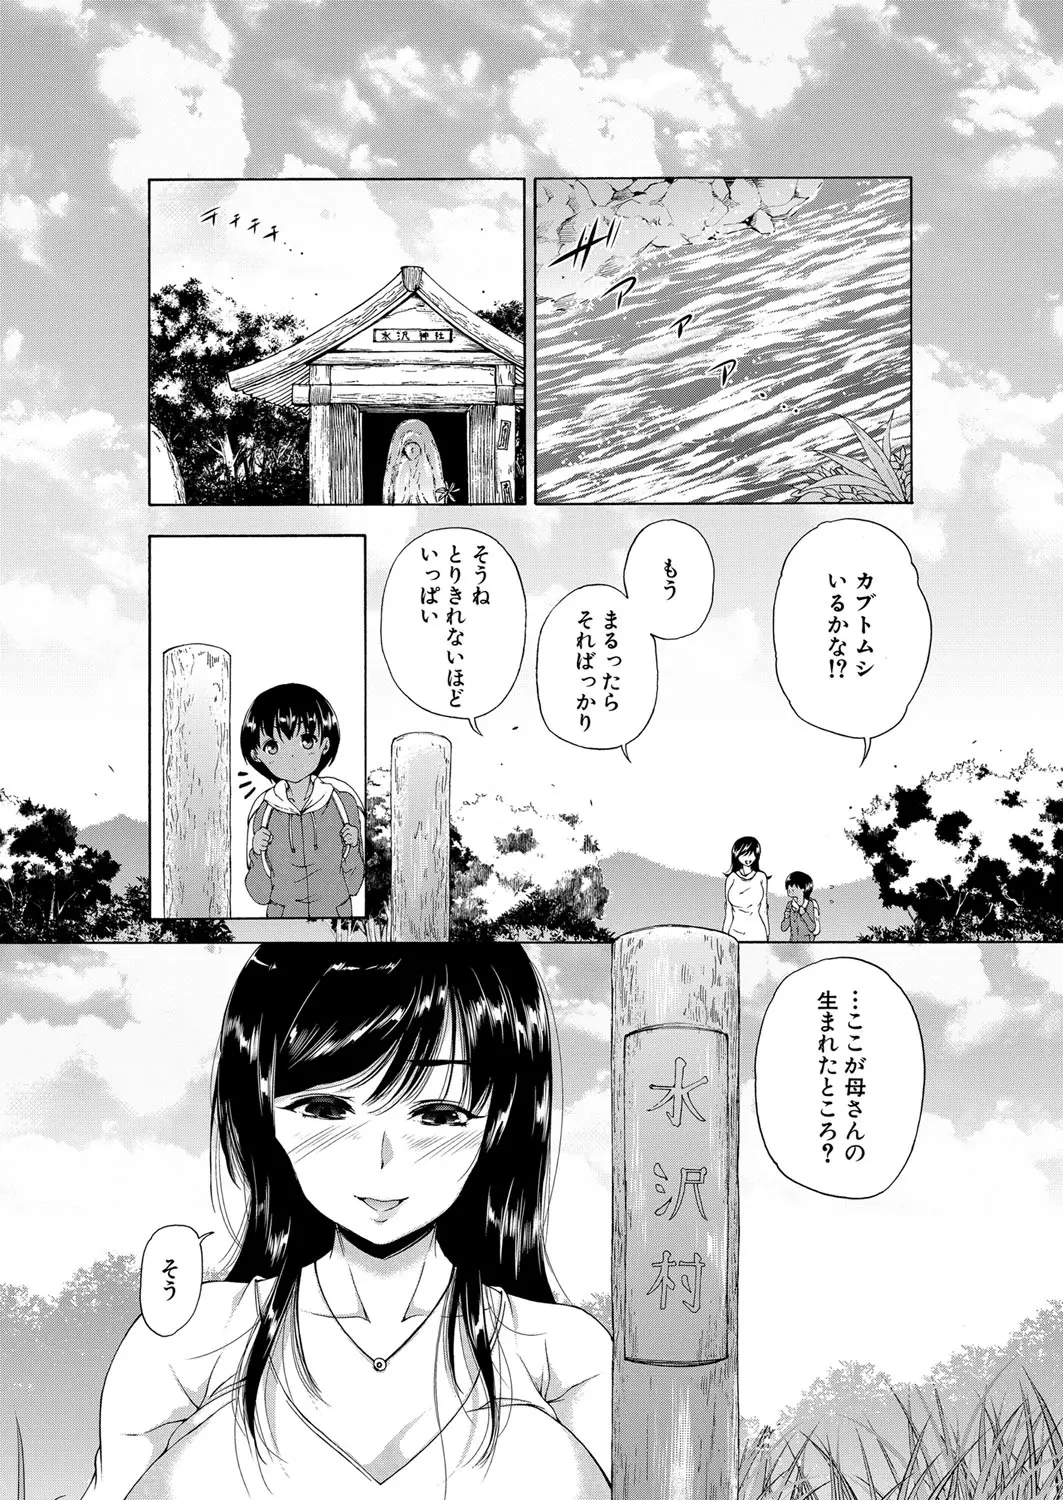 ザアアア
チチチチ...
水沢神社
カブトムシ
いるかな!?
もう
まるったら
そればっかり
そうね
とりきれないほど
いっぱい
…ここが母さんの
生まれたところ?
水沢村
そう